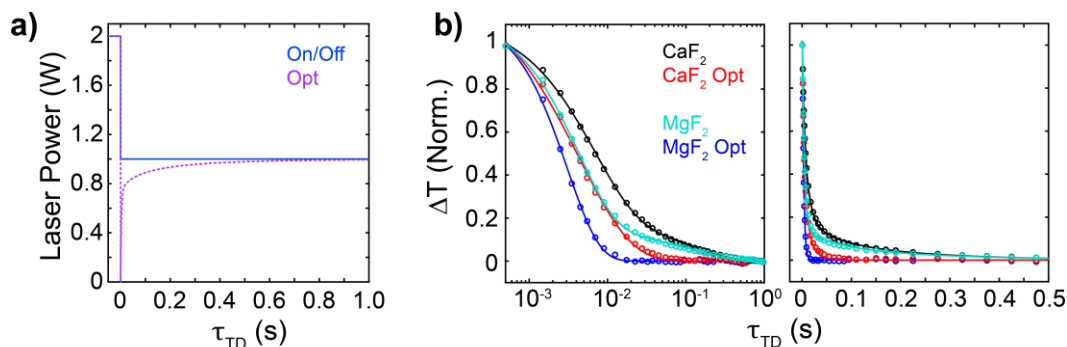 a)
Laser Power (W)
2
1.6
1.2
0.8
0.4
0
On/Off
Opt
0 0.2 0.4 0.6 0.8 1.0
τTD (s)
b)
ΔT (Norm.)
1
0.8
0.6
0.4
0.2
0
CaF2
CaF2 Opt
MgF2
MgF2 Opt
10-3 10-2 10-1 100
0 0.1 0.2 0.3 0.4 0.5
τTD (s)